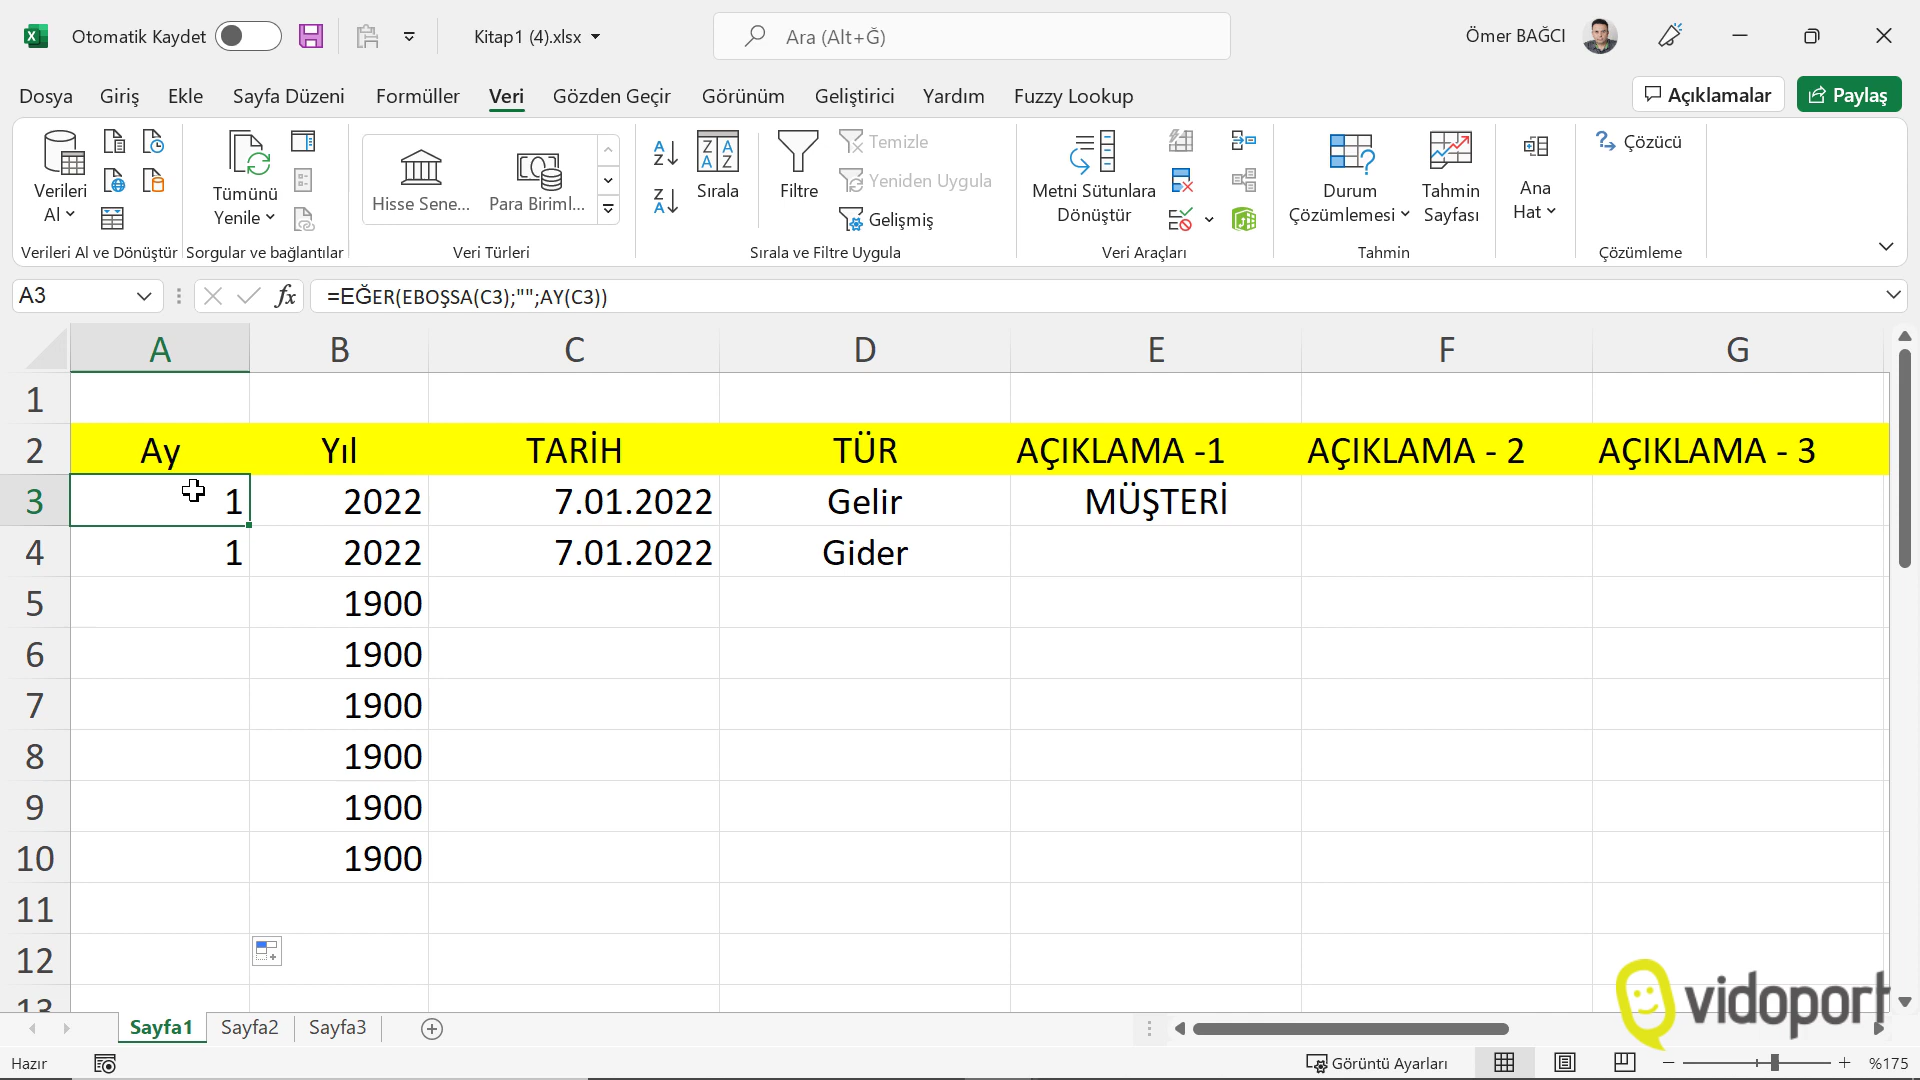 Otomatik Kaydet
Kitap1 (4).xlsx
Ara (Alt+Ğ)
Ömer BAĞCI
Dosya Giriş Ekle Sayfa Düzeni Formüller Veri Gözden Geçir Görünüm Geliştirici Yardım Fuzzy Lookup
Açıklamalar
Paylaş
Verileri
Al
Tümünü
Yenile
Hisse Sene...
Para Biriml...
Sırala
Filtre
Temizle
Yeniden Uygula
Gelişmiş
Metni Sütunlara
Dönüştür
Durum
Çözümlemesi
Tahmin
Sayfası
Ana
Hat
Çözücü
Verileri Al ve Dönüştür
Sorgular ve bağlantılar
Veri Türleri
Sırala ve Filtre Uygula
Veri Araçları
Tahmin
Çözümleme
A3
fx
=EĞER(EBOŞSA(C3);"";AY(C3))
A B C D E F G
1
2 Ay Yıl TARİH TÜR AÇIKLAMA -1 AÇIKLAMA - 2 AÇIKLAMA - 3
3 1 2022 7.01.2022 Gelir MÜŞTERİ
4 1 2022 7.01.2022 Gider
5 1900
6 1900
7 1900
8 1900
9 1900
10 1900
11
12
13
vidoport
Sayfa1 Sayfa2 Sayfa3
Hazır
Görüntü Ayarları
%175